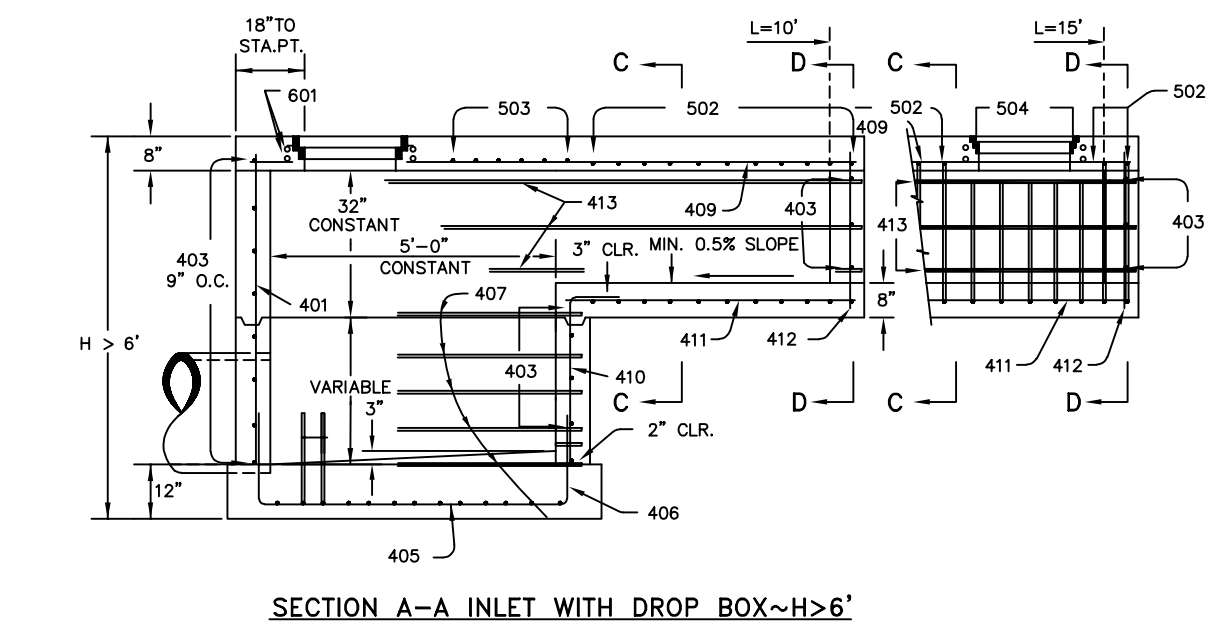 18"TO
STA.PT.
L=10'
L=15'
C
D
C
D
601
503
502
502
504
502
409
8"
32"
CONSTANT
413
409
403
413
403
5'-0"
CONSTANT
3" CLR.
MIN. 0.5% SLOPE
403
9" O.C.
401
407
8"
H > 6'
411
412
411
412
VARIABLE
3"
403
410
C
D
C
D
2" CLR.
12"
406
405
SECTION A-A INLET WITH DROP BOX~H>6'